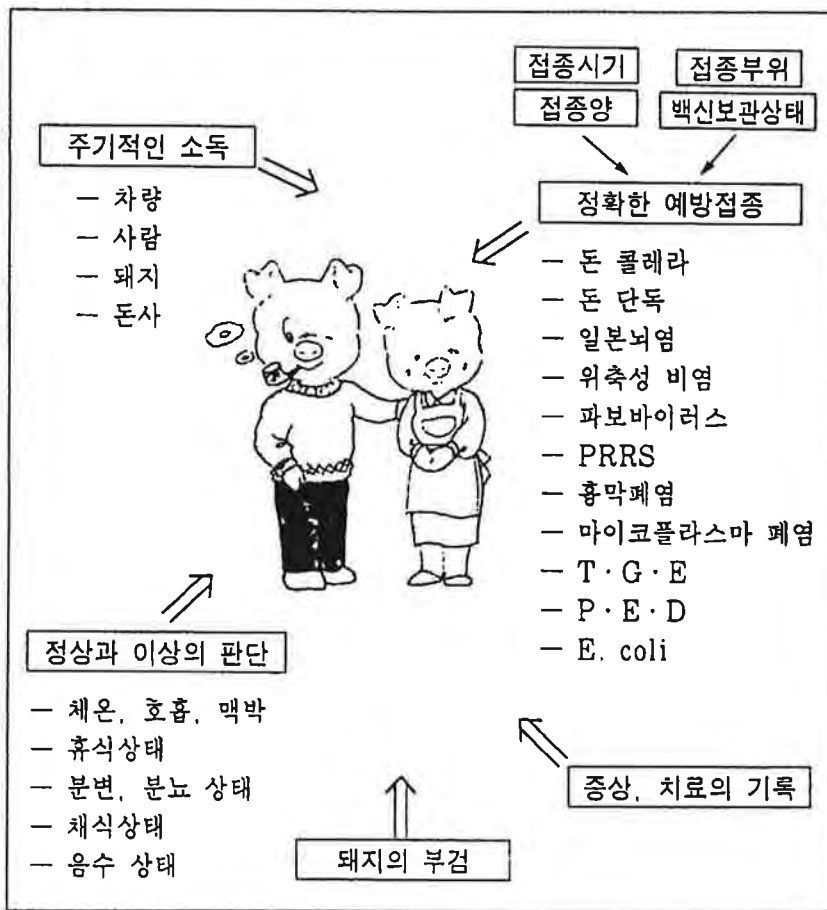 접종시기
접종부위
접종양
백신보관상태
주기적인 소독
— 차량
— 사람
— 돼지
— 돈사
정확한 예방접종
— 돈 콜레라
— 돈 단독
— 일본뇌염
— 위축성 비염
— 파보바이러스
— PRRS
— 흉막폐염
— 마이코플라스마 폐염
— T·G·E
— P·E·D
— E. coli
정상과 이상의 판단
— 체온, 호흡, 맥박
— 휴식상태
— 분변, 분뇨 상태
— 채식상태
— 음수 상태
증상, 치료의 기록
돼지의 부검